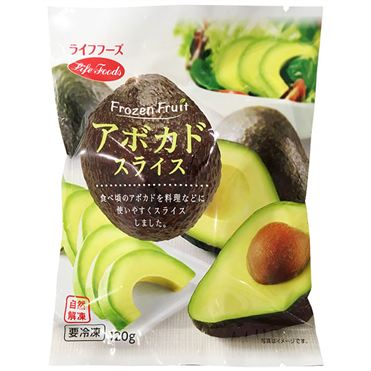 ライフフーズ
Life Foods
Frozen Fruit
アボカド
スライス
食べ頃のアボカドを料理などに
使いやすくスライス
しました。
自然
解凍
要冷凍
120g
写真はイメージです。